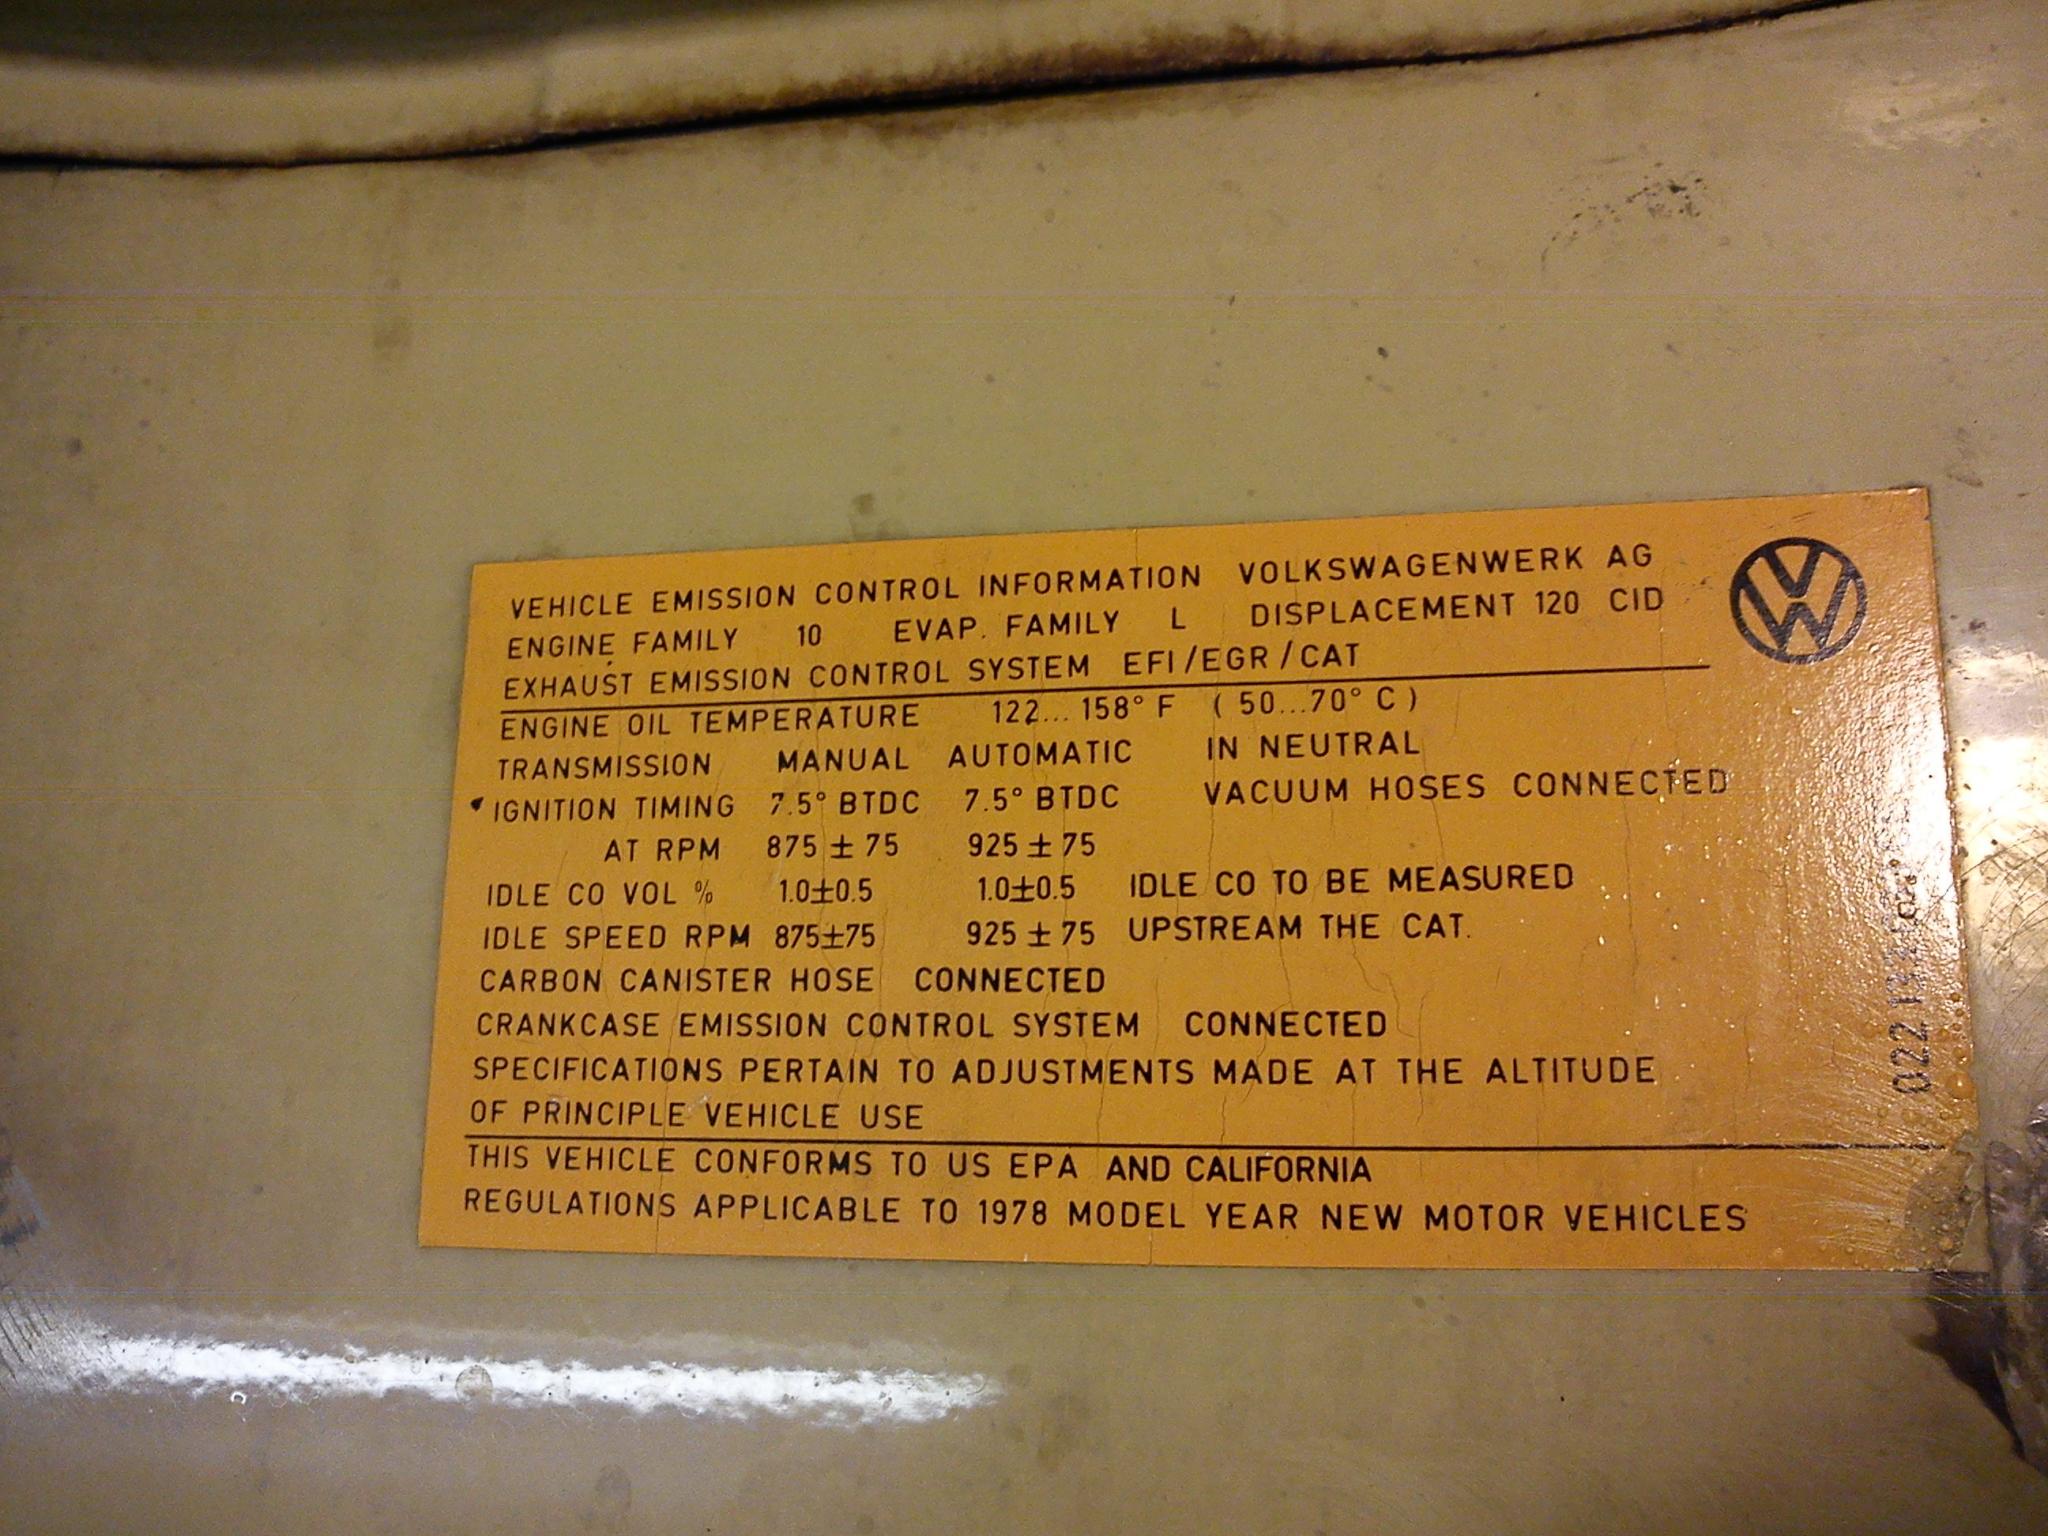 VEHICLE EMISSION CONTROL INFORMATION VOLKSWAGENWERK AG
ENGINE FAMILY 10 EVAP. FAMILY L DISPLACEMENT 120 CID
EXHAUST EMISSION CONTROL SYSTEM EFI/EGR/CAT
ENGINE OIL TEMPERATURE 122...158° F (50...70° C)
TRANSMISSION MANUAL AUTOMATIC IN NEUTRAL
IGNITION TIMING 7.5° BTDC 7.5° BTDC VACUUM HOSES CONNECTED
AT RPM 875 ± 75 925 ± 75
IDLE CO VOL % 1.0±0.5 1.0±0.5 IDLE CO TO BE MEASURED
IDLE SPEED RPM 875±75 925 ± 75 UPSTREAM THE CAT.
CARBON CANISTER HOSE CONNECTED
CRANKCASE EMISSION CONTROL SYSTEM CONNECTED
SPECIFICATIONS PERTAIN TO ADJUSTMENTS MADE AT THE ALTITUDE
OF PRINCIPLE VEHICLE USE
THIS VEHICLE CONFORMS TO US EPA AND CALIFORNIA
REGULATIONS APPLICABLE TO 1978 MODEL YEAR NEW MOTOR VEHICLES
022